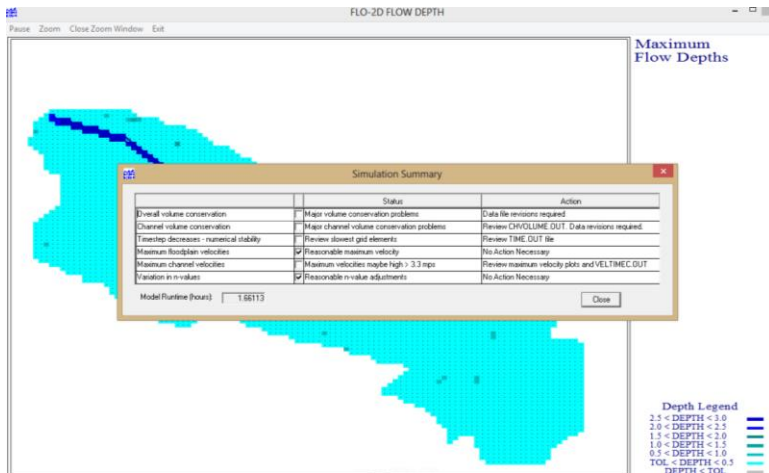 FLO-2D FLOW DEPTH
Pause Zoom Close Zoom Window Exit
Maximum
Flow Depths
Simulation Summary
Status Action
Overall volume conservation Major volume conservation problems Data file revisions required
Channel volume conservation Major channel volume conservation problems Review CHVOLUME.OUT. Data revisions required.
Timestep decreases - numerical stability Review slowest grid elements Review TIME.OUT file
Maximum floodplain velocities Reasonable maximum velocity No Action Necessary
Maximum channel velocities Maximum velocities maybe high > 3.3 mps Review maximum velocity plots and VELTIMEC.OUT
Variation in n-values Reasonable n-value adjustments No Action Necessary
Model Runtime (hours): 1.66113
Close
Depth Legend
2.5 < DEPTH < 3.0
2.0 < DEPTH < 2.5
1.5 < DEPTH < 2.0
1.0 < DEPTH < 1.5
0.5 < DEPTH < 1.0
TOL < DEPTH < 0.5
DEPTH < TOL